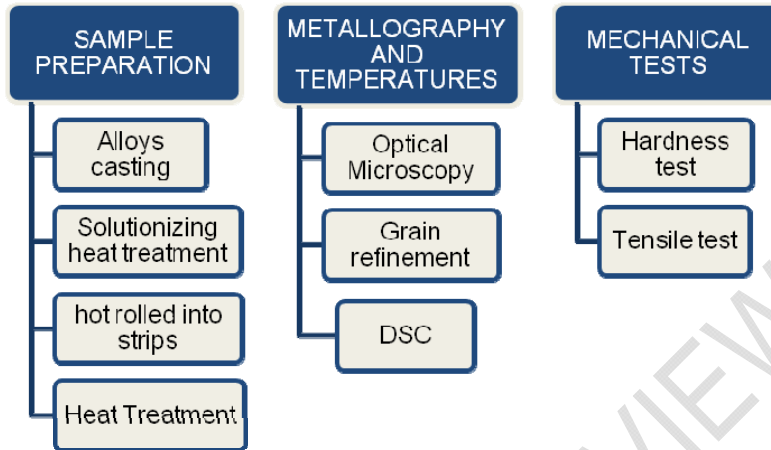 SAMPLE
PREPARATION
Alloys
casting
Solutionizing
heat treatment
hot rolled into
strips
Heat Treatment
METALLOGRAPHY
AND
TEMPERATURES
Optical
Microscopy
Grain
refinement
DSC
MECHANICAL
TESTS
Hardness
test
Tensile test
VIEW